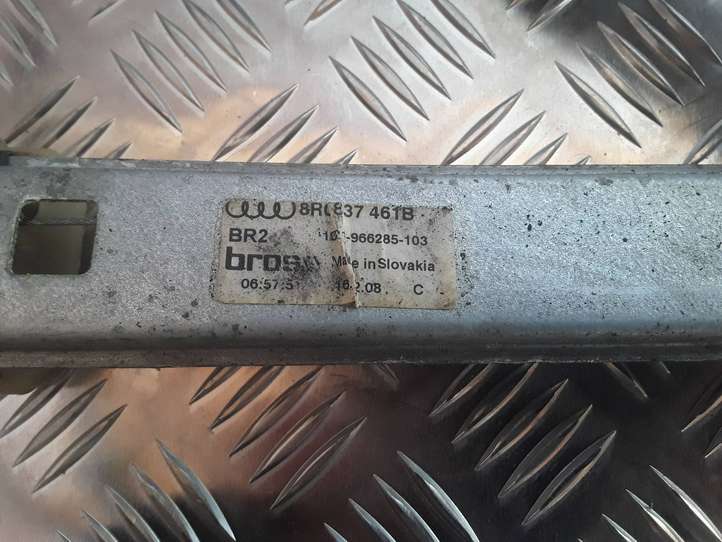 8R0837 461B
BR2 -966285-103
brose Made in Slovakia
06:57:5 .08 C